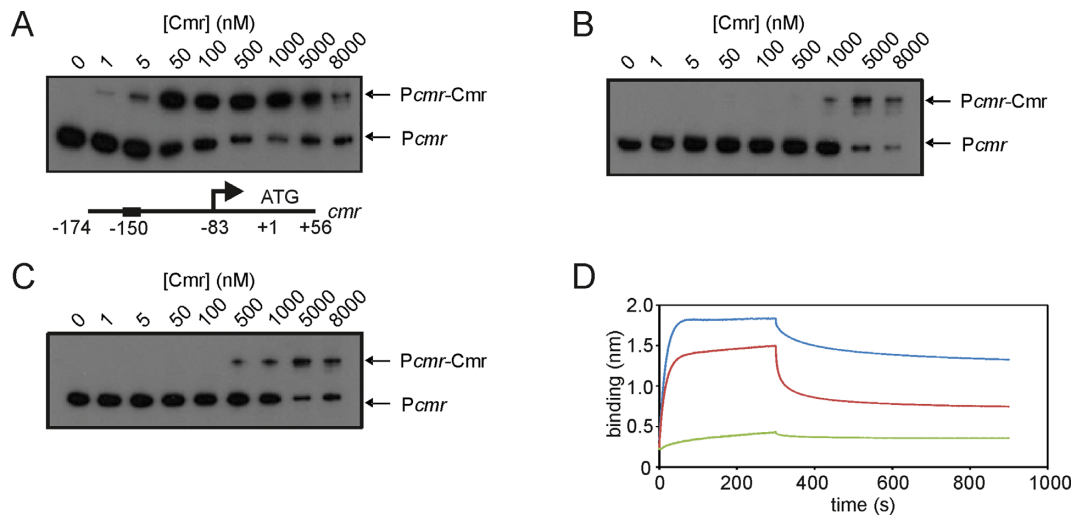 A
[Cmr] (nM)
0 1 5 50 100 500 1000 5000 8000
Pcmr-Cmr
Pcmr
ATG
cmr
-174 -150 -83 +1 +56
B
[Cmr] (nM)
0 1 5 50 100 500 1000 5000 8000
Pcmr-Cmr
Pcmr
C
[Cmr] (nM)
0 1 5 50 100 500 1000 5000 8000
Pcmr-Cmr
Pcmr
D
binding (nm)
2.0
1.5
1.0
0.5
0
0 200 400 600 800 1000
time (s)